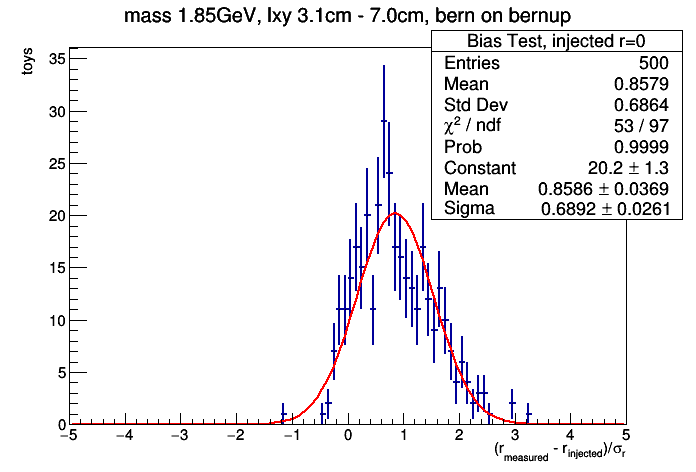 mass 1.85GeV, lxy 3.1cm - 7.0cm, bern on bernup
Bias Test, injected r=0
Entries 500
Mean 0.8579
Std Dev 0.6864
χ² / ndf 53 / 97
Prob 0.9999
Constant 20.2 ± 1.3
Mean 0.8586 ± 0.0369
Sigma 0.6892 ± 0.0261
toys
35
30
25
20
15
10
5
0
−5 −4 −3 −2 −1 0 1 2 3 4 5
(r_measured - r_injected)/σ_r